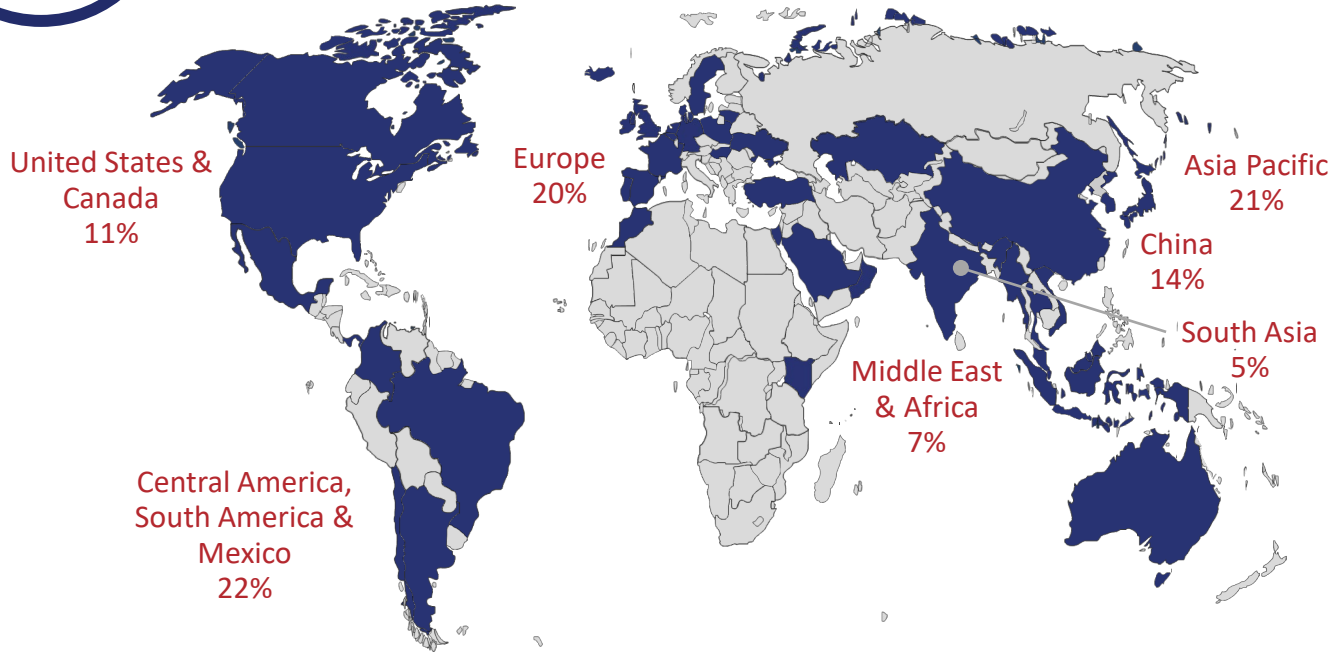 United States &
Canada
11%
Europe
20%
Asia Pacific
21%
China
14%
South Asia
5%
Middle East
& Africa
7%
Central America,
South America &
Mexico
22%